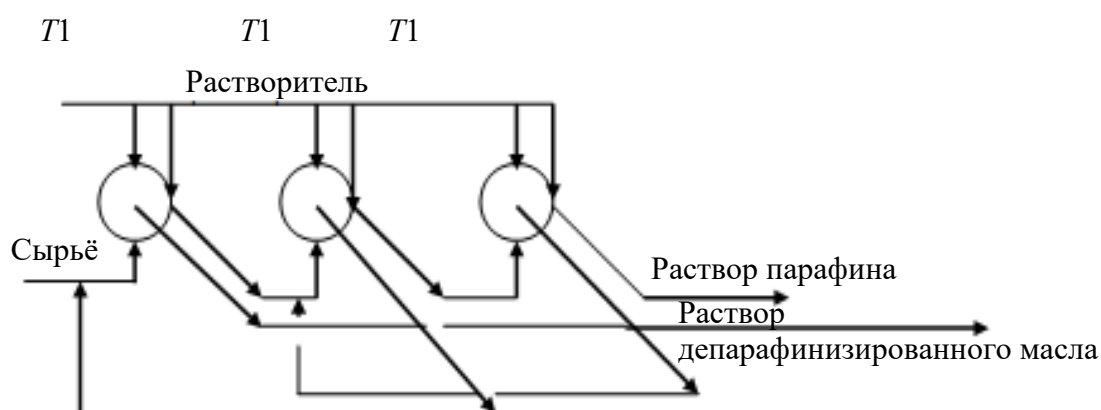 T1 T1 T1
Растворитель
Сырьё
Раствор парафина
Раствор
депарафинизированного масла